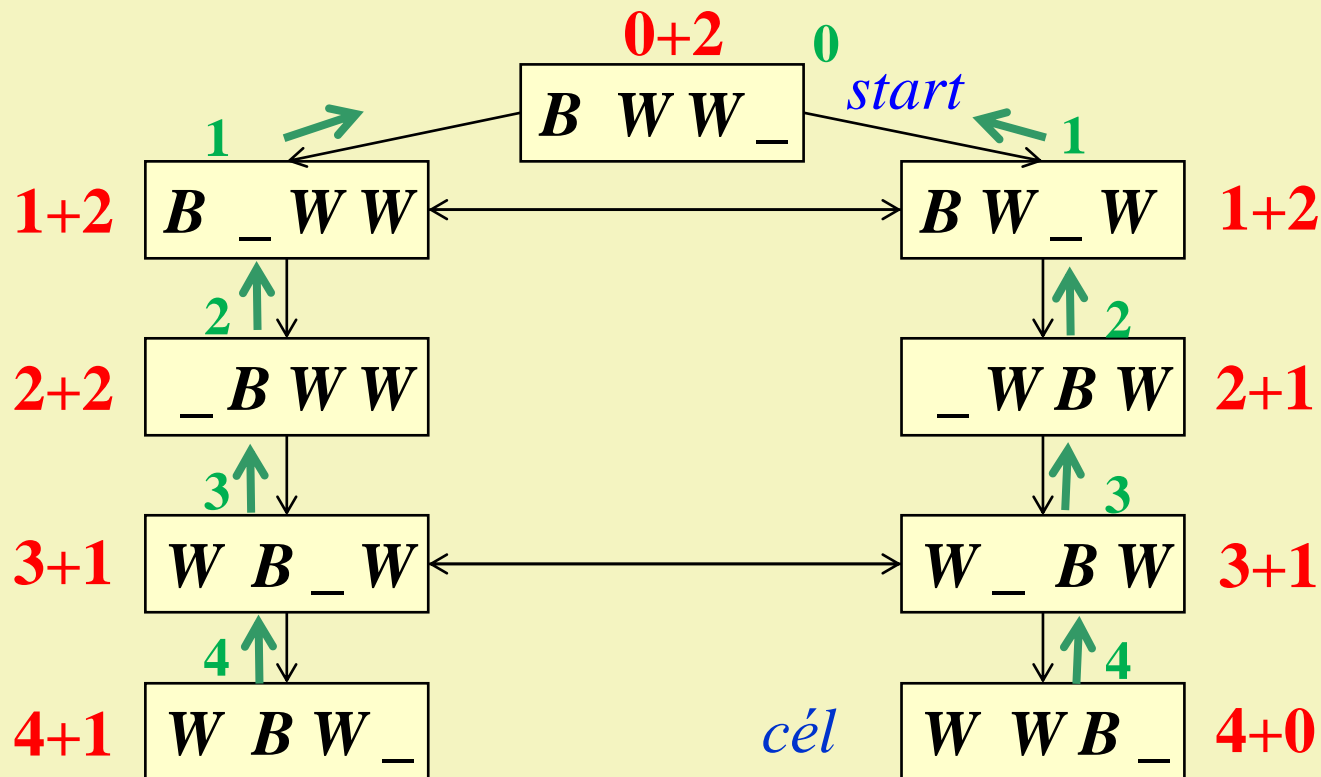 0+2 0
B W W _ start
1 1
1+2 B _ W W B W _ W 1+2
2 2
2+2 _ B W W _ W B W 2+1
3 3
3+1 W B _ W W _ B W 3+1
4 4
4+1 W B W _ cél W W B _ 4+0